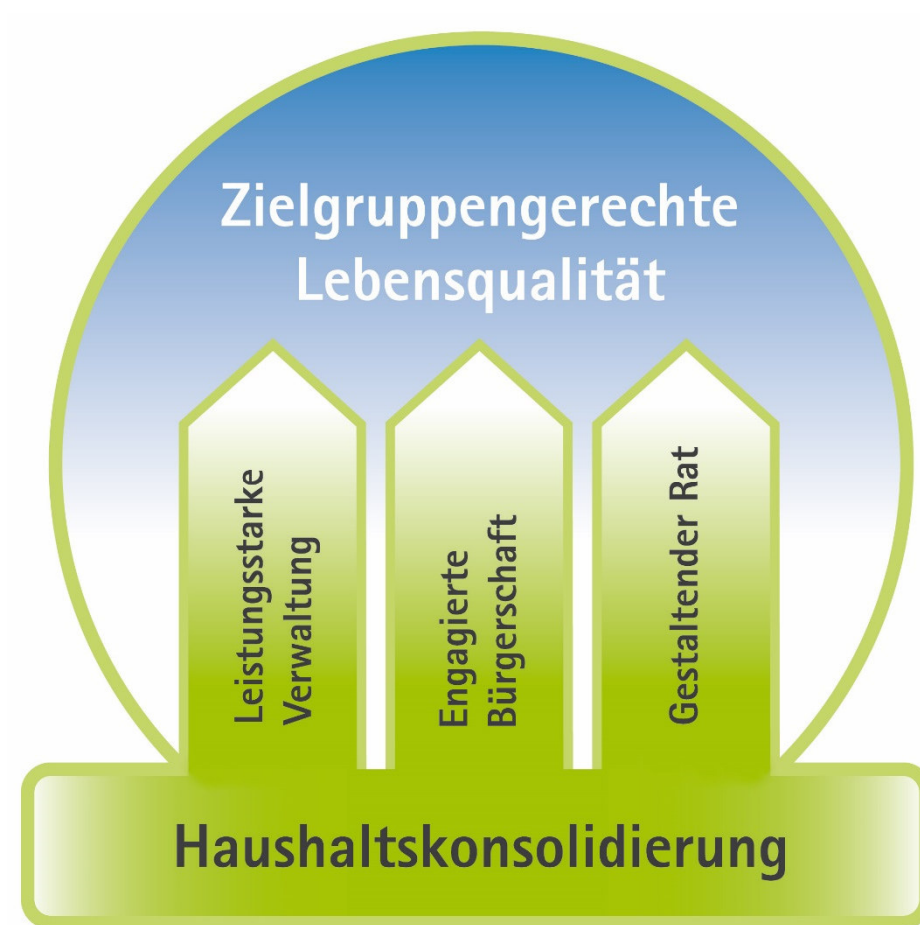 Zielgruppengerechte
Lebensqualität
Leistungsstarke
Verwaltung
Engagierte
Bürgerschaft
Gestaltender Rat
Haushaltskonsolidierung